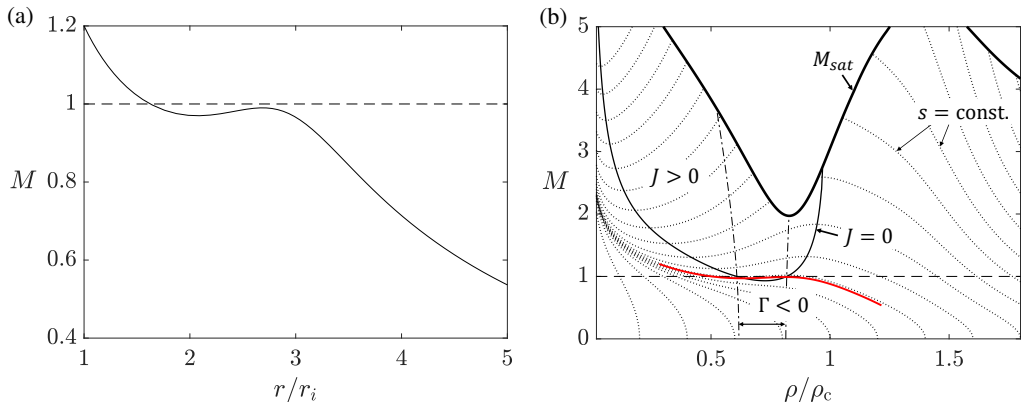 (a)
1.2
1
0.8
0.6
0.4
M
1 2 3 4 5
r/r_i
(b)
5
4
3
2
1
0
M
M_sat
s = const.
J > 0
J = 0
Γ < 0
0.5 1 1.5
ρ/ρ_c